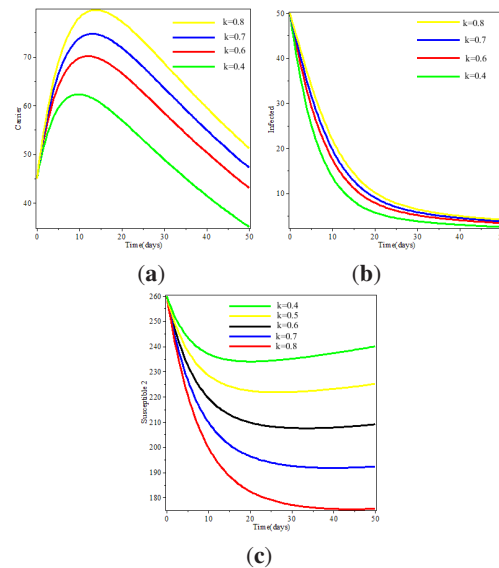 k=0.8
k=0.7
k=0.6
k=0.4
Carrier
70
60
50
40
0 10 20 30 40 50
Time(days)
(a)
50
40
30
20
10
k=0.8
k=0.7
k=0.6
k=0.4
Infected
0 10 20 30 40
Time(days)
(b)
260
250
240
230
220
210
200
190
180
k=0.4
k=0.5
k=0.6
k=0.7
k=0.8
Susceptible 2
0 10 20 30 40 50
Time(days)
(c)